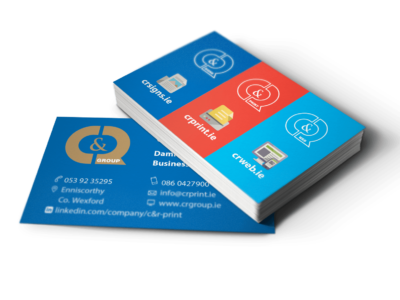 crsigns.ie
crprint.ie
crweb.ie
&
GROUP
Dam
Business
053 92 35295
Enniscorthy
Co. Wexford
linkedin.com/company/c&r-print
086 0427900
info@crprint.ie
www.crgroup.ie